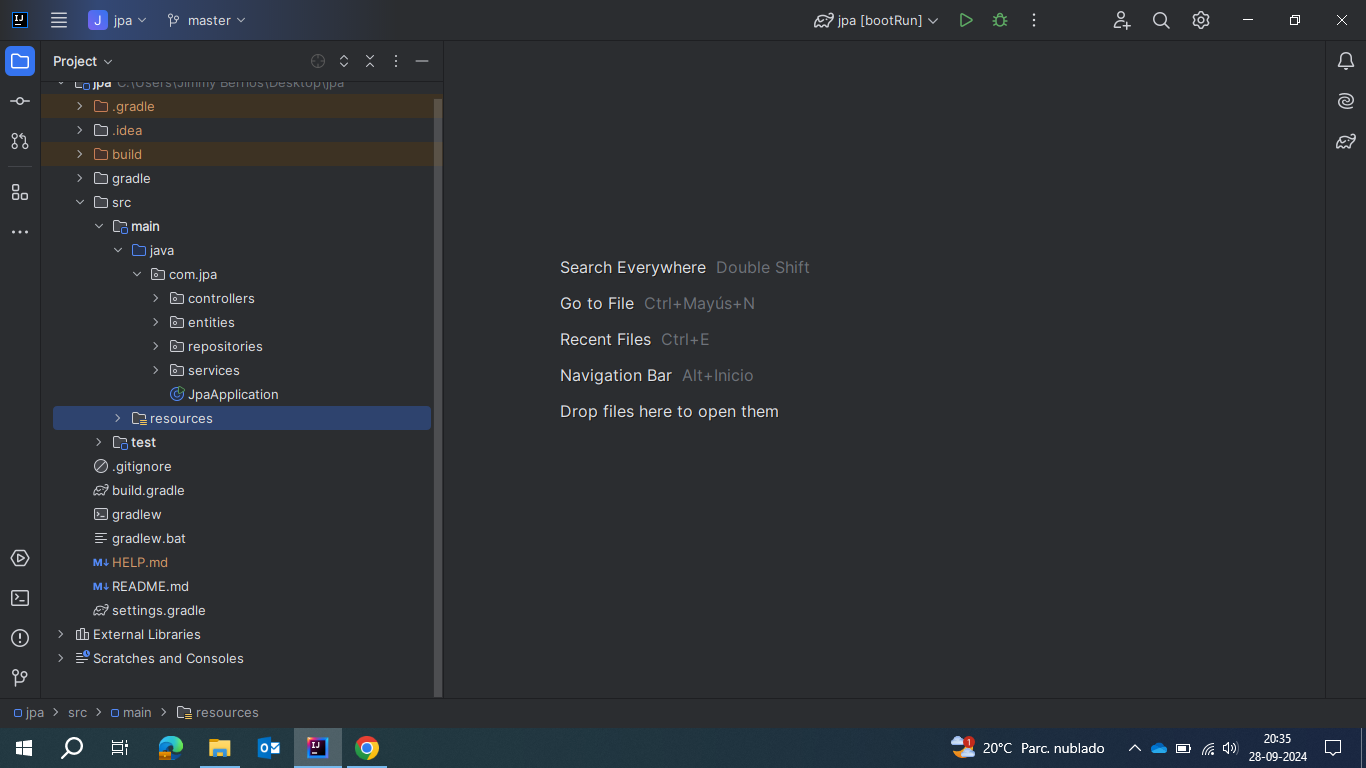 J jpa master jpa [bootRun]
Project
jpa C:\Users\Jimmy Berrios\Desktop\jpa
.gradle
.idea
build
gradle
src
main
java
com.jpa
controllers
entities
repositories
services
JpaApplication
resources
test
.gitignore
build.gradle
gradlew
gradlew.bat
M↓ HELP.md
M↓ README.md
settings.gradle
External Libraries
Scratches and Consoles
Search Everywhere Double Shift
Go to File Ctrl+Mayús+N
Recent Files Ctrl+E
Navigation Bar Alt+Inicio
Drop files here to open them
jpa > src > main > resources
1 20°C Parc. nublado
20:35
28-09-2024